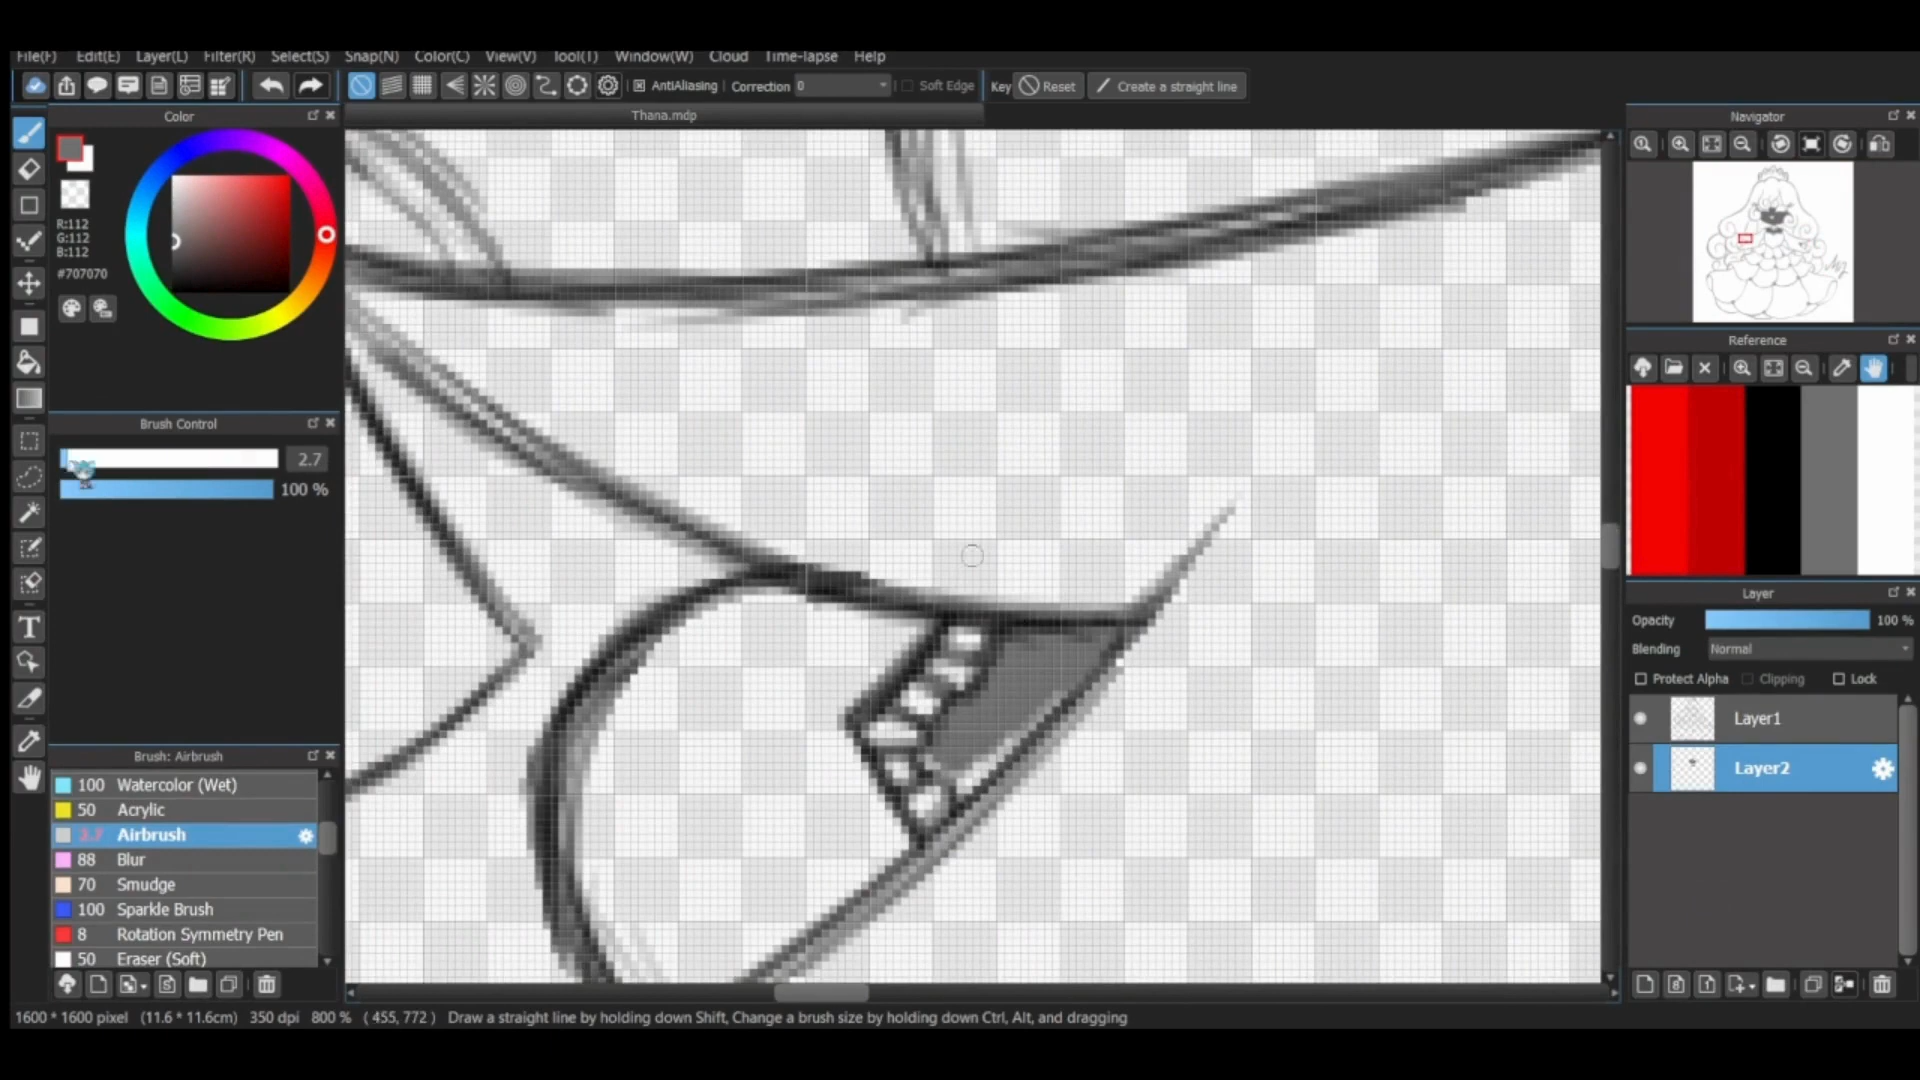 File(F) Edit(E) Layer(L) Filter(R) Select(S) Snap(N) Color(C) View(V) Tool(T) Window(W) Cloud Time-lapse Help
AntiAliasing Correction 0 Soft Edge Key Reset Create a straight line
Color
Thana.mdp
Navigator
R:112
G:112
B:112
#707070
Reference
Brush Control
2.7
100 %
Layer
Opacity 100 %
Blending Normal
Protect Alpha Clipping Lock
Layer1
Layer2
Brush: Airbrush
100 Watercolor (Wet)
50 Acrylic
2.7 Airbrush
88 Blur
70 Smudge
100 Sparkle Brush
8 Rotation Symmetry Pen
50 Eraser (Soft)
1600 * 1600 pixel (11.6 * 11.6cm) 350 dpi 800 % ( 455, 772 ) Draw a straight line by holding down Shift, Change a brush size by holding down Ctrl, Alt, and dragging